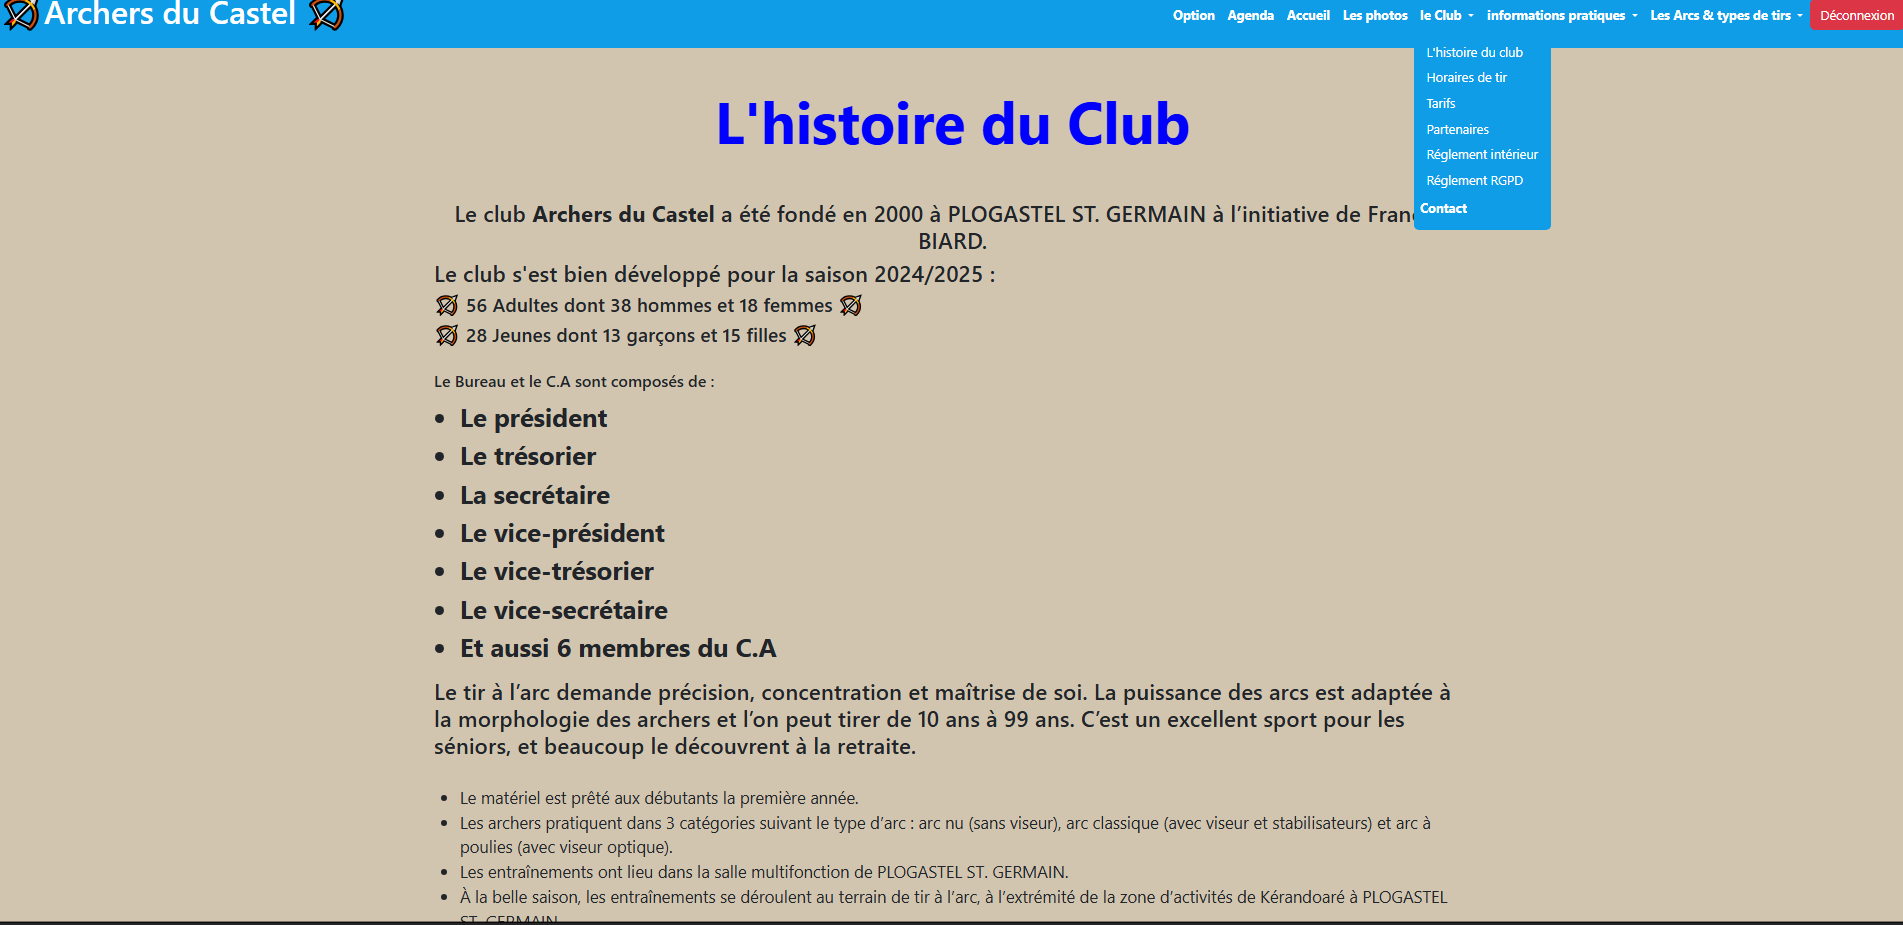 Archers du Castel
Option Agenda Accueil Les photos le Club informations pratiques Les Arcs & types de tirs Déconnexion
L'histoire du club
Horaires de tir
Tarifs
Partenaires
Réglement intérieur
Réglement RGPD
Contact
L'histoire du Club
Le club Archers du Castel a été fondé en 2000 à PLOGASTEL ST. GERMAIN à l’initiative de
BIARD.
Le club s'est bien développé pour la saison 2024/2025 :
56 Adultes dont 38 hommes et 18 femmes
28 Jeunes dont 13 garçons et 15 filles
Le Bureau et le C.A sont composés de :
• Le président
• Le trésorier
• La secrétaire
• Le vice-président
• Le vice-trésorier
• Le vice-secrétaire
• Et aussi 6 membres du C.A
Le tir à l’arc demande précision, concentration et maîtrise de soi. La puissance des arcs est adaptée à
la morphologie des archers et l’on peut tirer de 10 ans à 99 ans. C’est un excellent sport pour les
séniors, et beaucoup le découvrent à la retraite.
• Le matériel est prêté aux débutants la première année.
• Les archers pratiquent dans 3 catégories suivant le type d’arc : arc nu (sans viseur), arc classique (avec viseur et stabilisateurs) et arc à
poulies (avec viseur optique).
• Les entraînements ont lieu dans la salle multifonction de PLOGASTEL ST. GERMAIN.
• À la belle saison, les entraînements se déroulent au terrain de tir à l’arc, à l’extrémité de la zone d’activités de Kérandoaré à PLOGASTEL
ST. GERMAIN